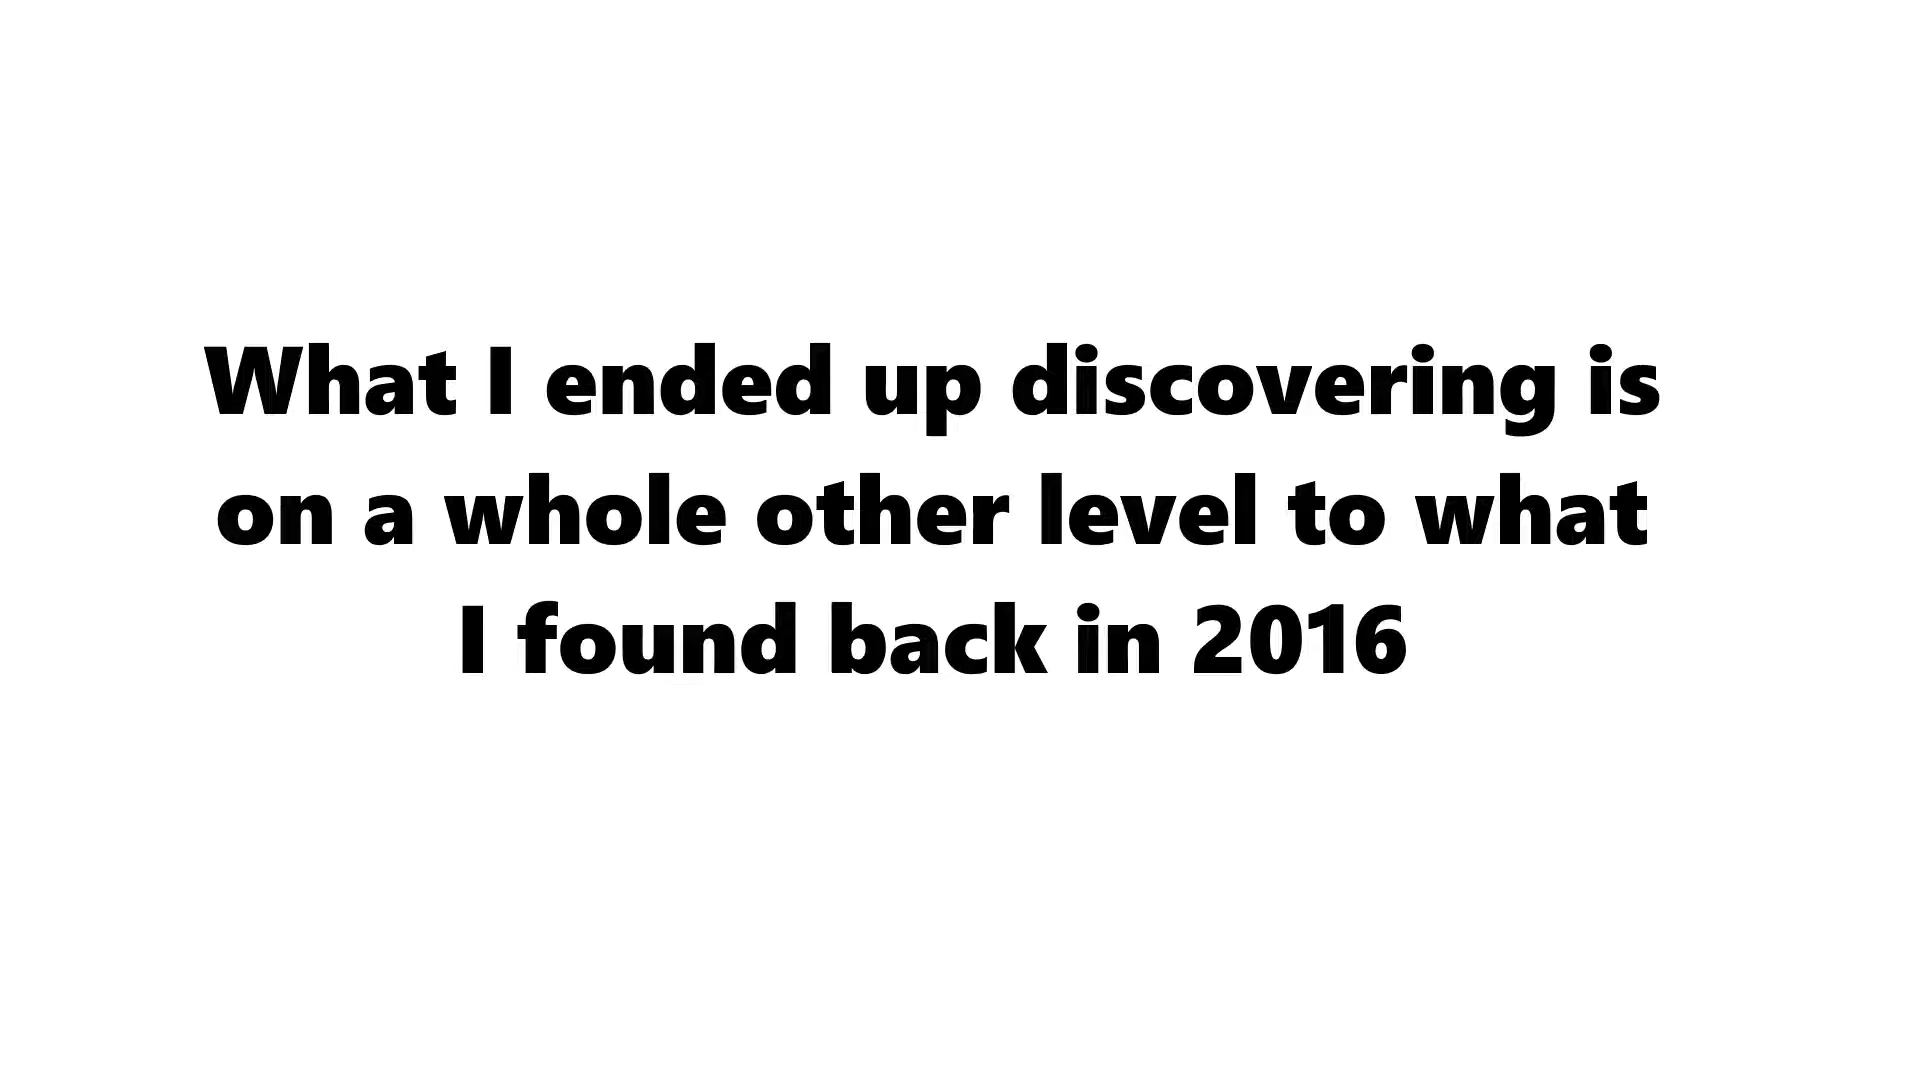 What I ended up discovering is
on a whole other level to what
I found back in 2016